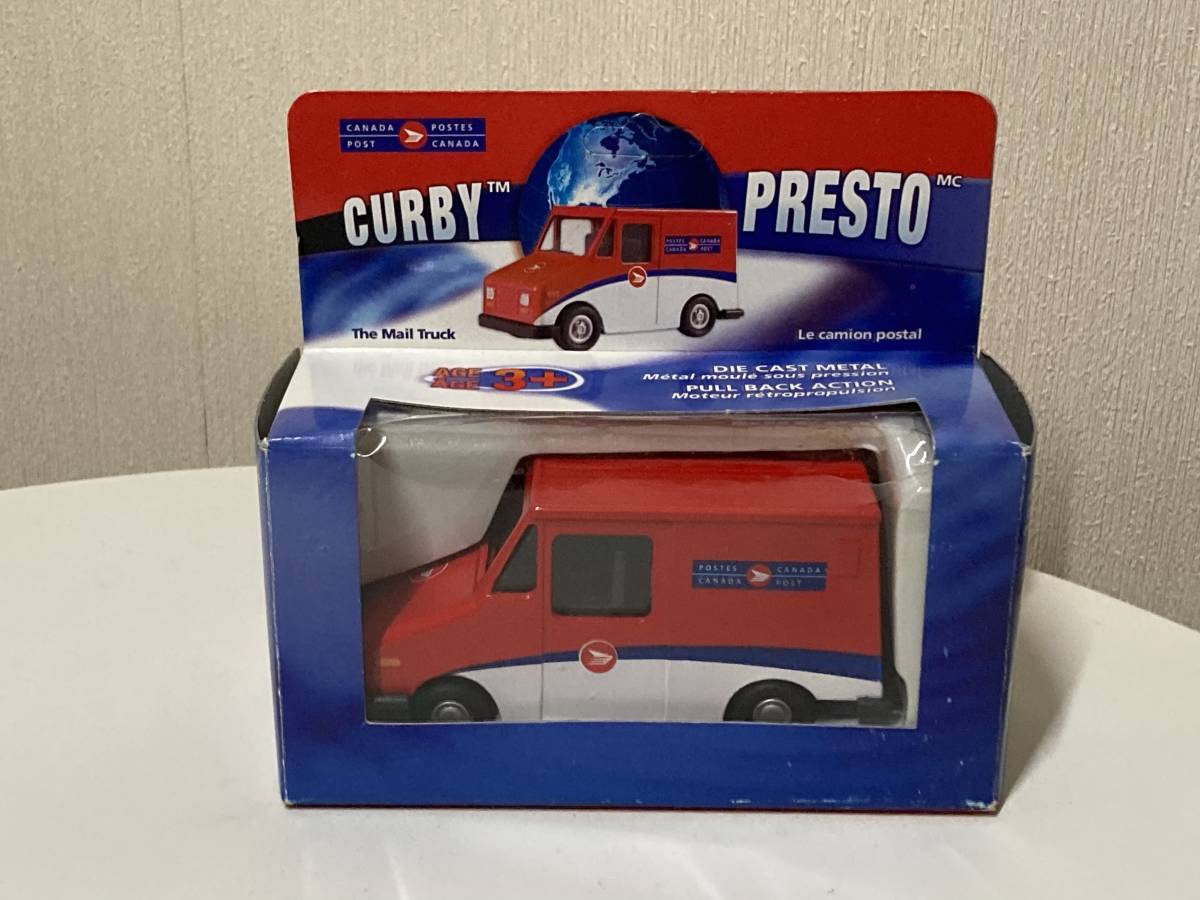 CANADA POSTES
POST CANADA
CURBY™ PRESTO MC
POSTES CANADA
CANADA POST
The Mail Truck
Le camion postal
AGE
AGE 3+
DIE CAST METAL
Métal moulé sous pression
PULL BACK ACTION
Moteur rétropropulsion
POSTES CANADA
CANADA POST